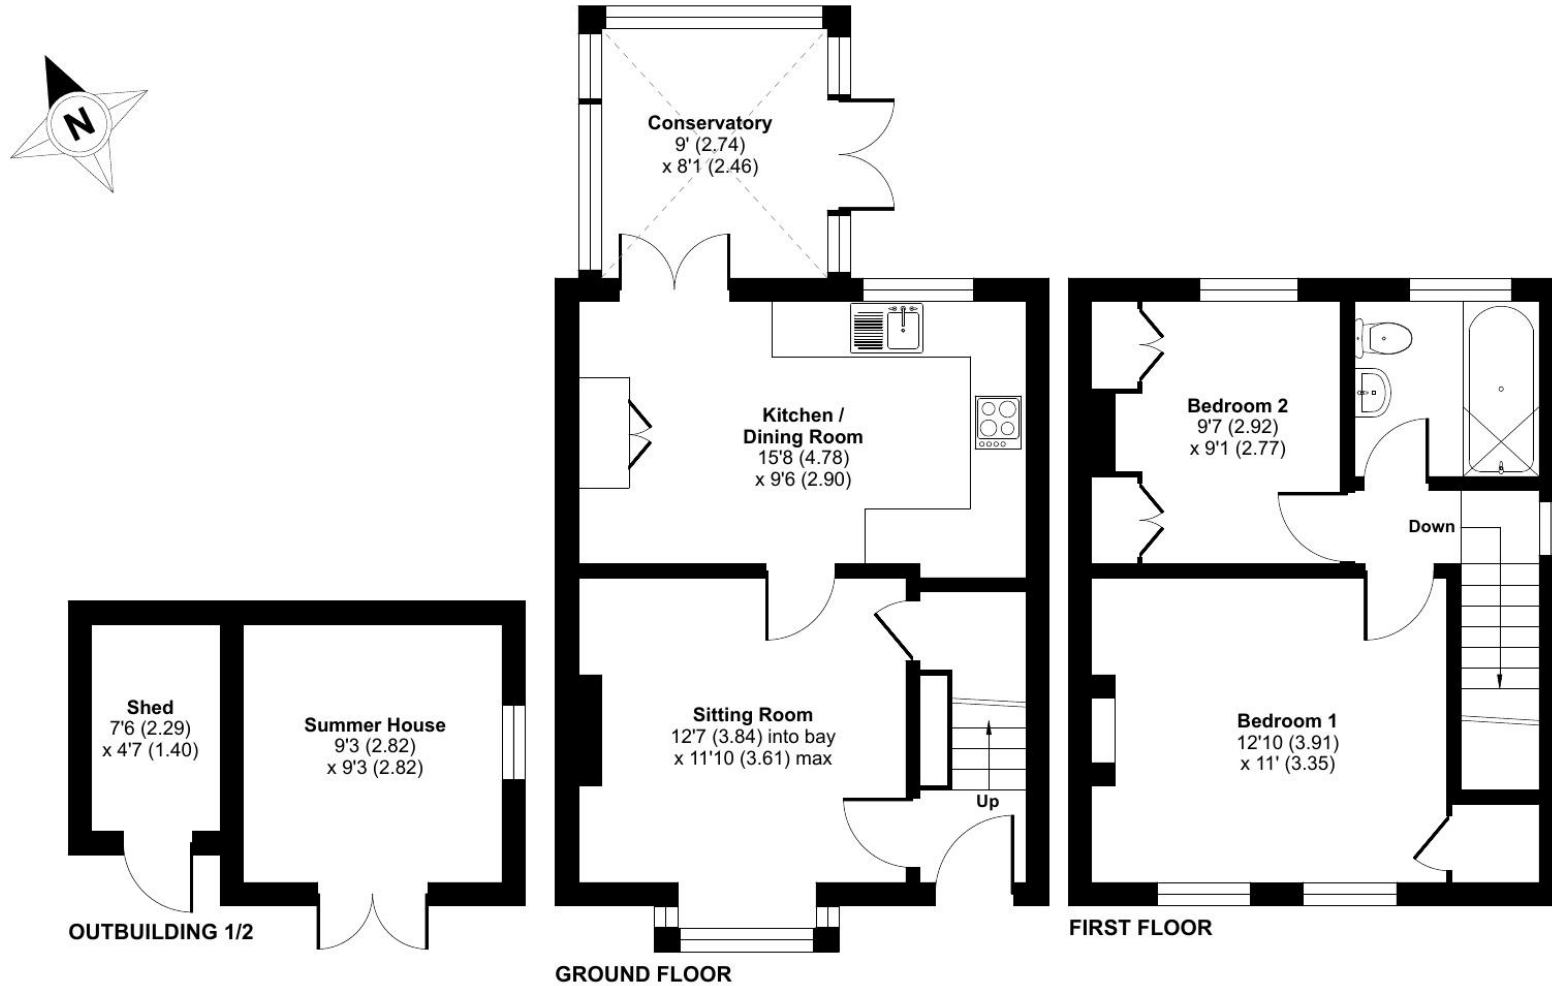 N
Conservatory
9' (2.74)
x 8'1 (2.46)
Kitchen /
Dining Room
15'8 (4.78)
x 9'6 (2.90)
Bedroom 2
9'7 (2.92)
x 9'1 (2.77)
Down
Shed
7'6 (2.29)
x 4'7 (1.40)
Summer House
9'3 (2.82)
x 9'3 (2.82)
Sitting Room
12'7 (3.84) into bay
x 11'10 (3.61) max
Up
Bedroom 1
12'10 (3.91)
x 11' (3.35)
OUTBUILDING 1/2
GROUND FLOOR
FIRST FLOOR